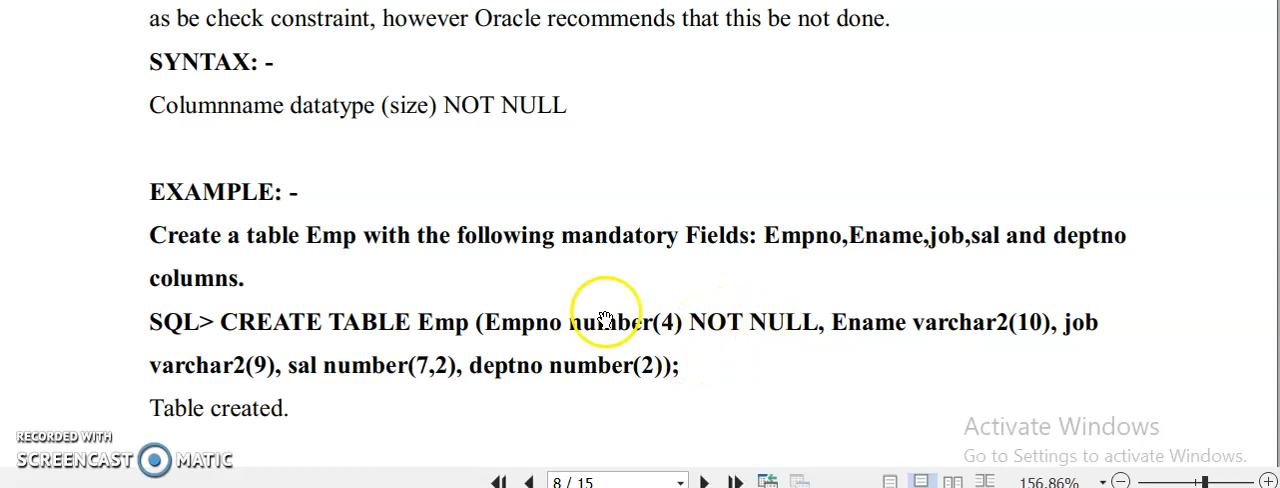 as be check constraint, however Oracle recommends that this be not done.
SYNTAX: -
Columnname datatype (size) NOT NULL
EXAMPLE: -
Create a table Emp with the following mandatory Fields: Empno,Ename,job,sal and deptno
columns.
SQL> CREATE TABLE Emp (Empno number(4) NOT NULL, Ename varchar2(10), job
varchar2(9), sal number(7,2), deptno number(2));
Table created.
Activate Windows
Go to Settings to activate Windows.
RECORDED WITH
SCREENCAST MATIC
8 / 15
156.86%